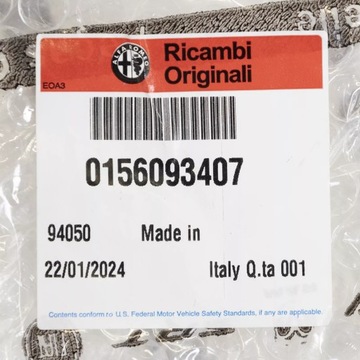 ALFA ROMEO
Ricambi
Originali
EOA3
0156093407
94050 Made in
22/01/2024 Italy Q.ta 001
Contents conform to U.S. Federal Motor Vehicle Safety Standards, if any are applicable.